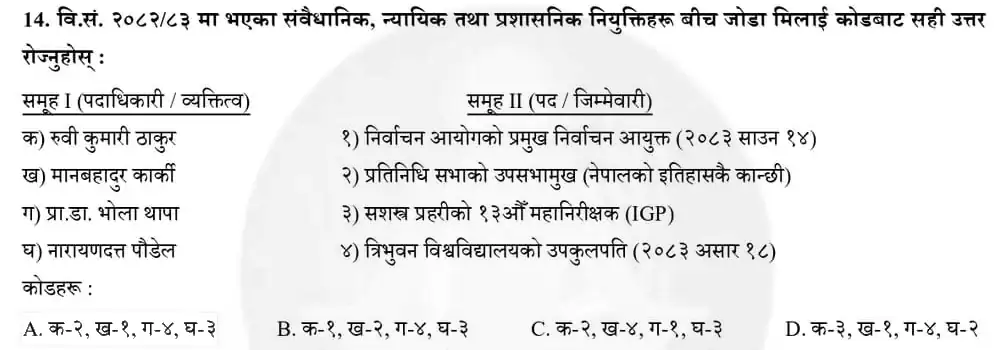 14. वि.सं. २०८२/८३ मा भएका संवैधानिक, न्यायिक तथा प्रशासनिक नियुक्तिहरू बीच जोडा मिलाई कोडबाट सही उत्तर
रोज्नुहोस् :
समूह I (पदाधिकारी / व्यक्तित्व) समूह II (पद / जिम्मेवारी)
क) रुवी कुमारी ठाकुर १) निर्वाचन आयोगको प्रमुख निर्वाचन आयुक्त (२०८३ साउन १४)
ख) मानबहादुर कार्की २) प्रतिनिधि सभाको उपसभामुख (नेपालको इतिहासकै कान्छी)
ग) प्रा.डा. भोला थापा ३) सशस्त्र प्रहरीको १३औँ महानिरीक्षक (IGP)
घ) नारायणदत्त पौडेल ४) त्रिभुवन विश्वविद्यालयको उपकुलपति (२०८३ असार १८)
कोडहरू :
A. क-२, ख-१, ग-४, घ-३ B. क-१, ख-२, ग-४, घ-३ C. क-२, ख-४, ग-१, घ-३ D. क-३, ख-१, ग-४, घ-२